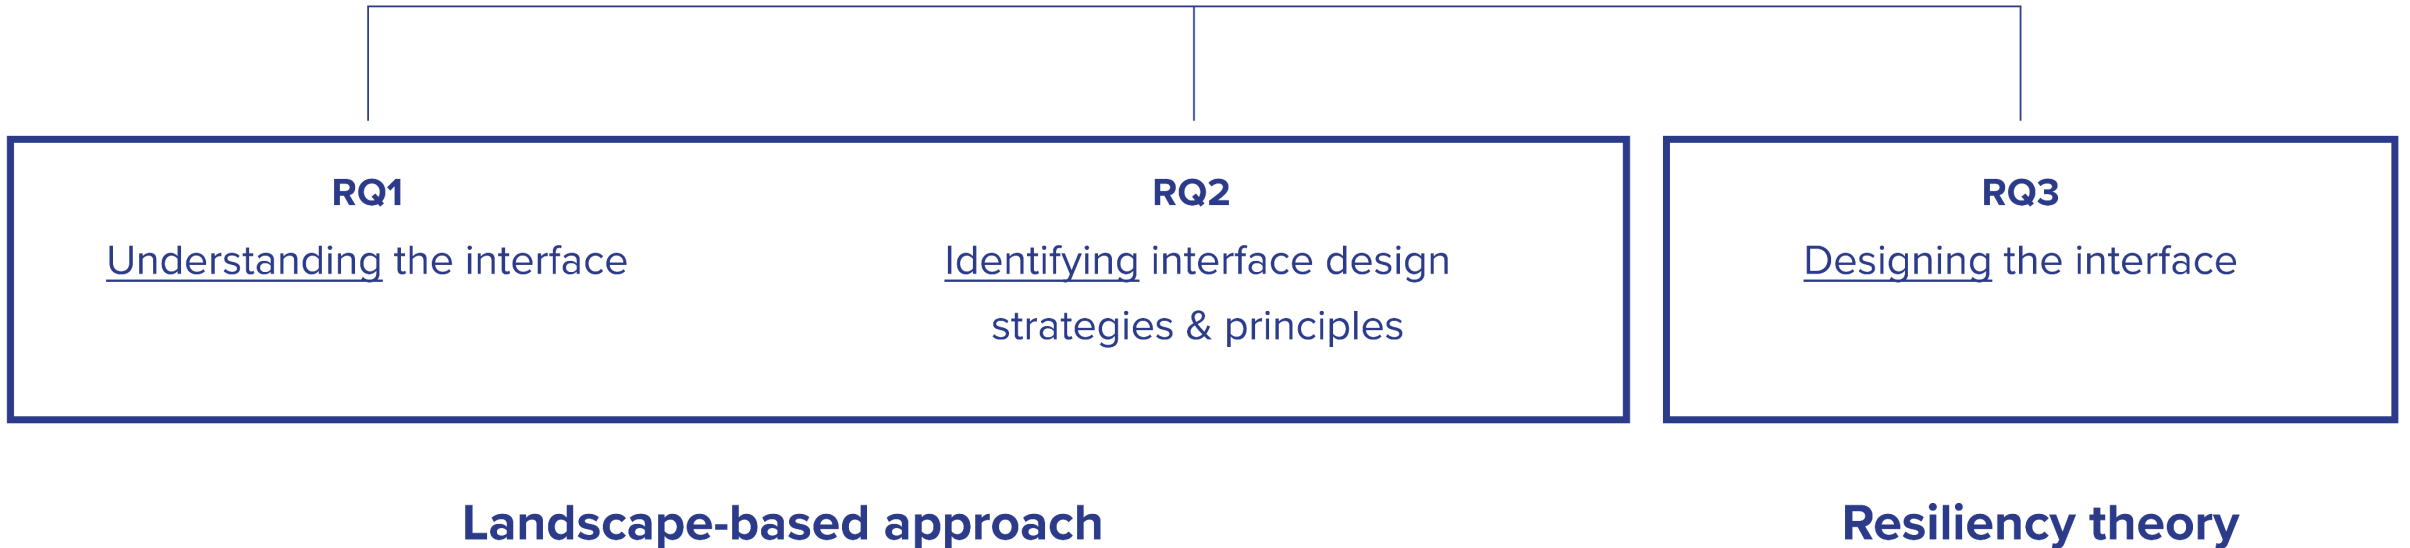 RQ1
Understanding the interface
RQ2
Identifying interface design
strategies & principles
RQ3
Designing the interface
Landscape-based approach
Resiliency theory